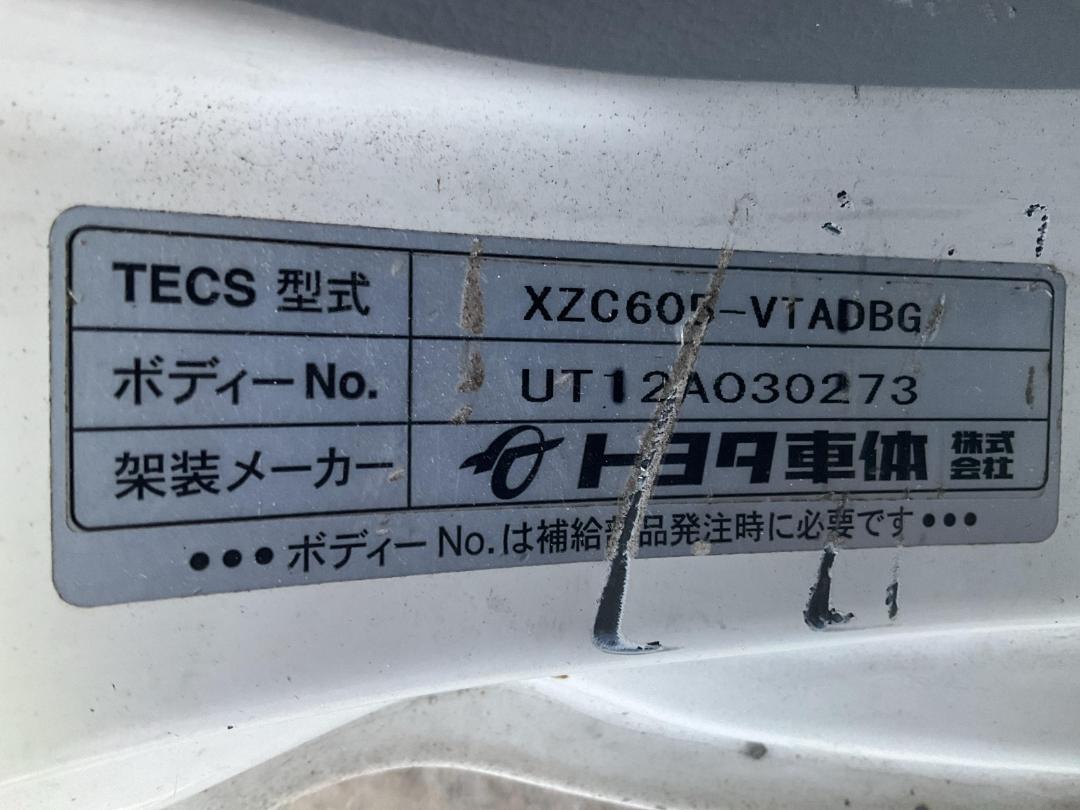 TECS 型式 XZC605-VTADBG
ボディーNo. UT12A030273
架装メーカー トヨタ車体 株式会社
●●●ボディーNo.は補給部品発注時に必要です●●●